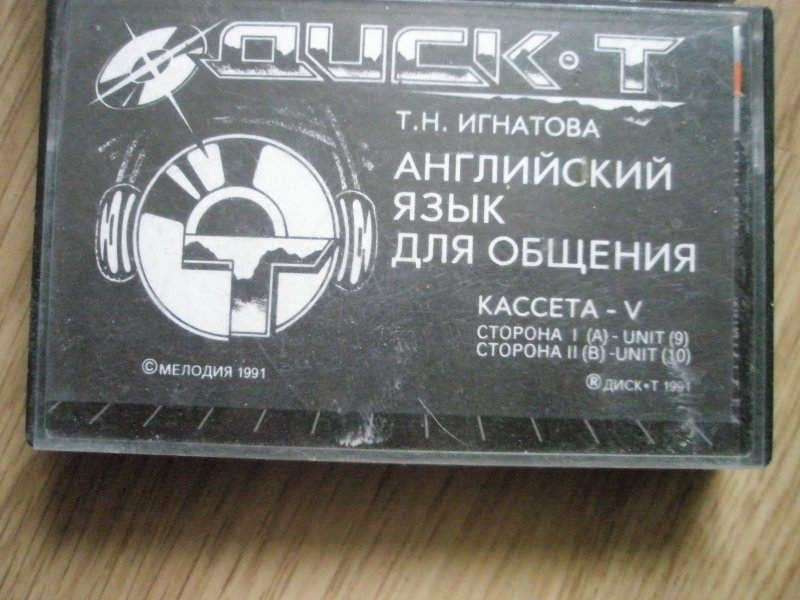 ДИСК·Т
Т.Н. ИГНАТОВА
АНГЛИЙСКИЙ
ЯЗЫК
ДЛЯ ОБЩЕНИЯ
КАССЕТА - V
СТОРОНА I (A) - UNIT (9)
СТОРОНА II (B) -UNIT (10)
©МЕЛОДИЯ 1991
®ДИСК·Т 1991